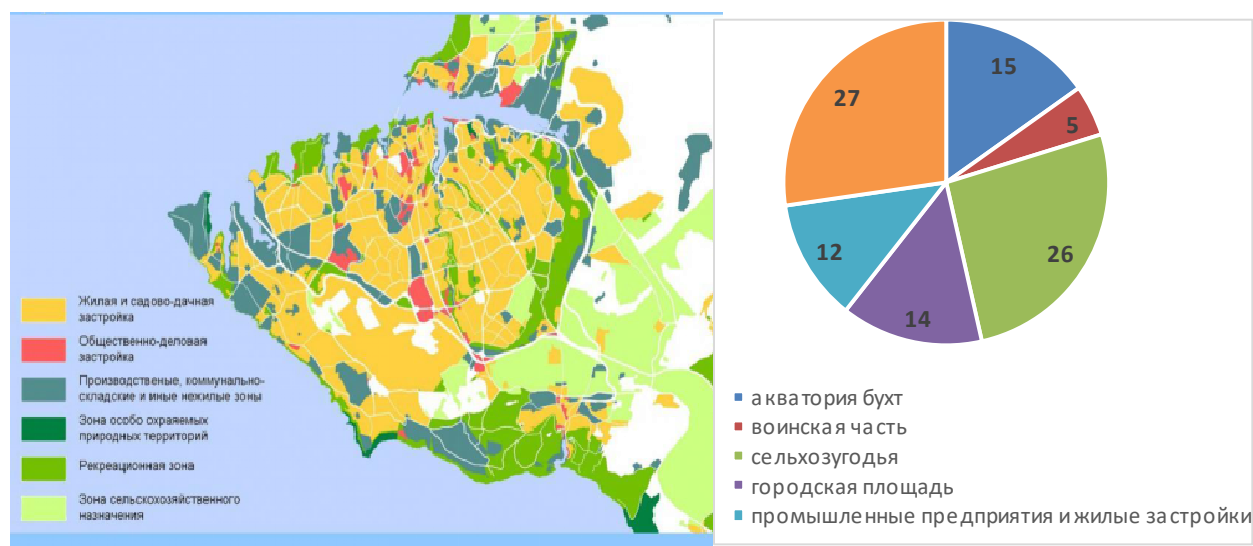 Жилая и садово-дачная
застройка
Общественно-деловая
застройка
Производственые, коммунально-
складские и иные нежилые зоны
Зона особо охраняемых
природных территорий
Рекреационная зона
Зона сельскохозяйственного
назначения
15
5
26
14
12
27
акватория бухт
воинская часть
сельхозугодья
городская площадь
промышленные предприятия и жилые застройки